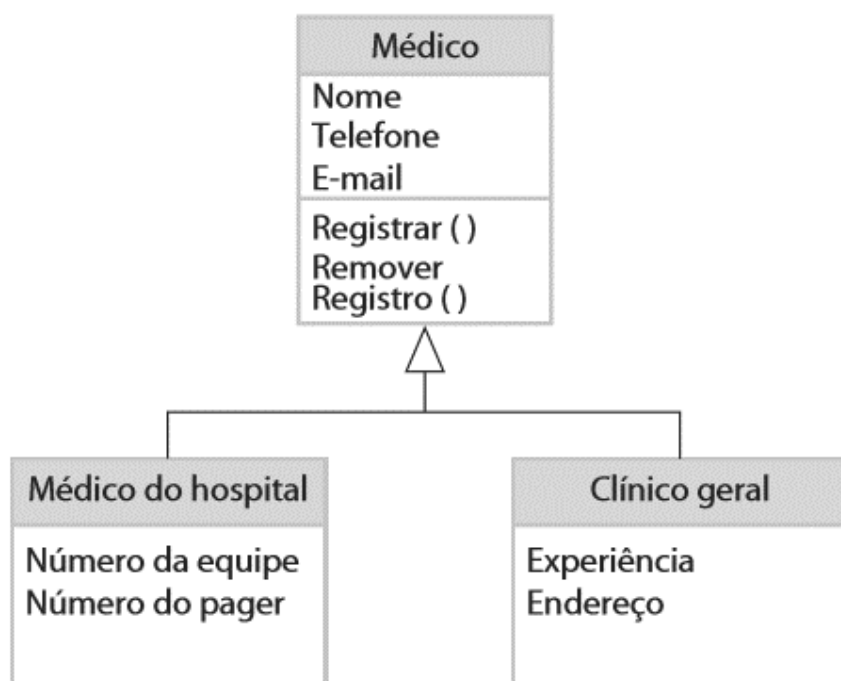 Médico
Nome
Telefone
E-mail
Registrar ( )
Remover
Registro ( )
Médico do hospital
Número da equipe
Número do pager
Clínico geral
Experiência
Endereço